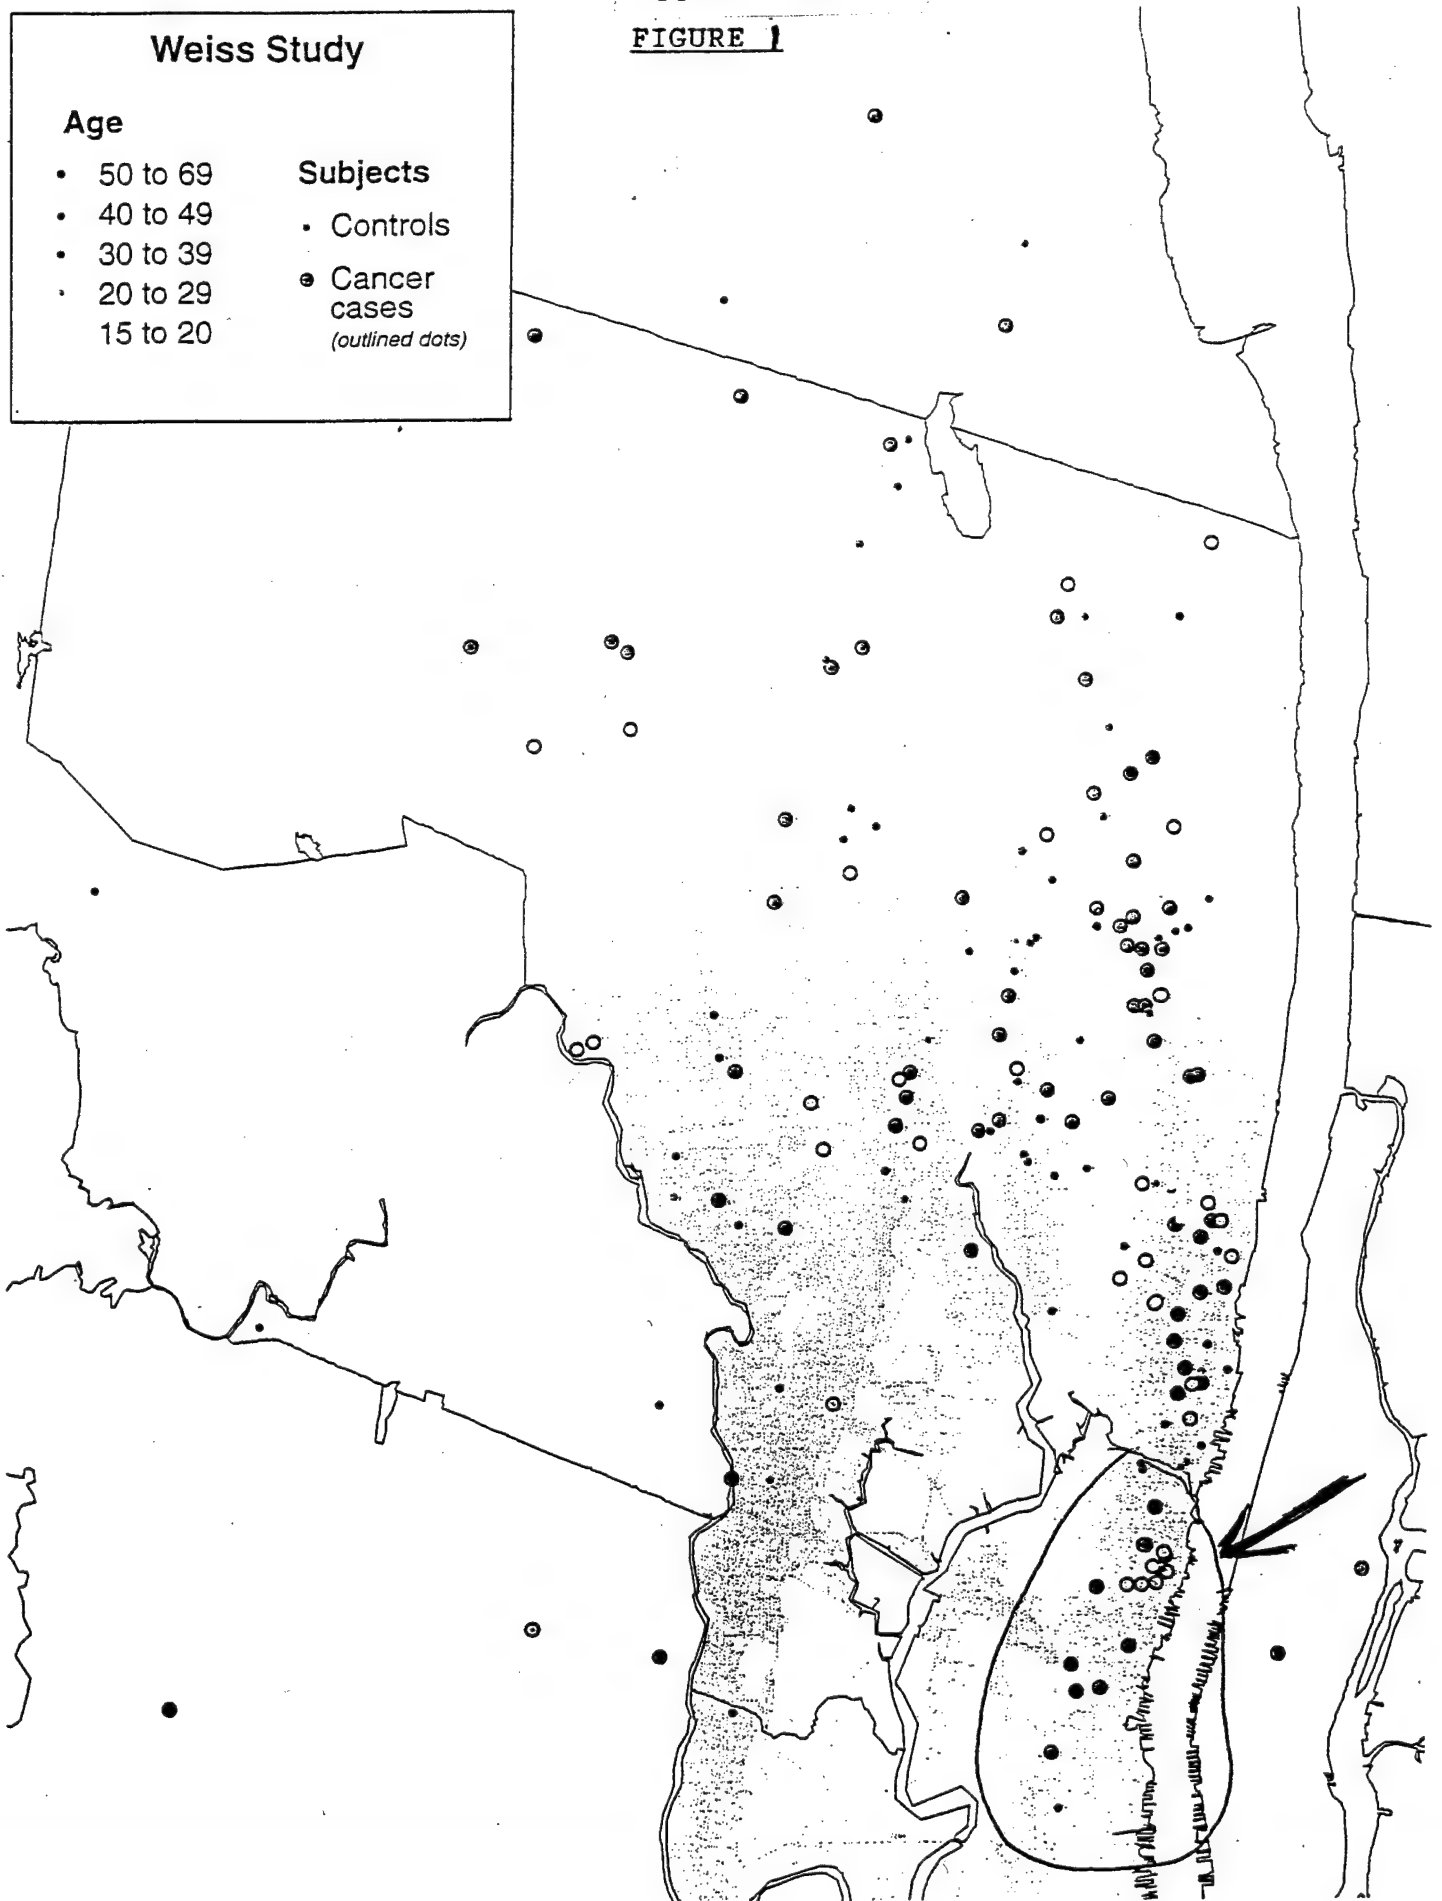 FIGURE 1
Weiss Study
Age
50 to 69
40 to 49
30 to 39
20 to 29
15 to 20
Subjects
Controls
Cancer
cases
(outlined dots)